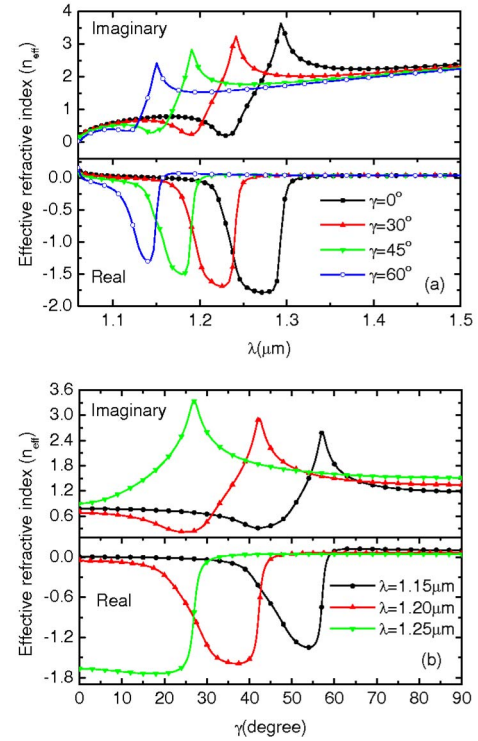 Effective refractive index (n_eff)
Imaginary
4
3
2
1
0
Real
0.0
-0.5
-1.0
-1.5
-2.0
γ=0°
γ=30°
γ=45°
γ=60°
(a)
1.1 1.2 1.3 1.4 1.5
λ(μm)
Effective refractive index (n_eff)
Imaginary
3.6
3.0
2.4
1.8
1.2
0.6
Real
0.0
-0.6
-1.2
-1.8
λ=1.15μm
λ=1.20μm
λ=1.25μm
(b)
0 10 20 30 40 50 60 70 80 90
γ(degree)